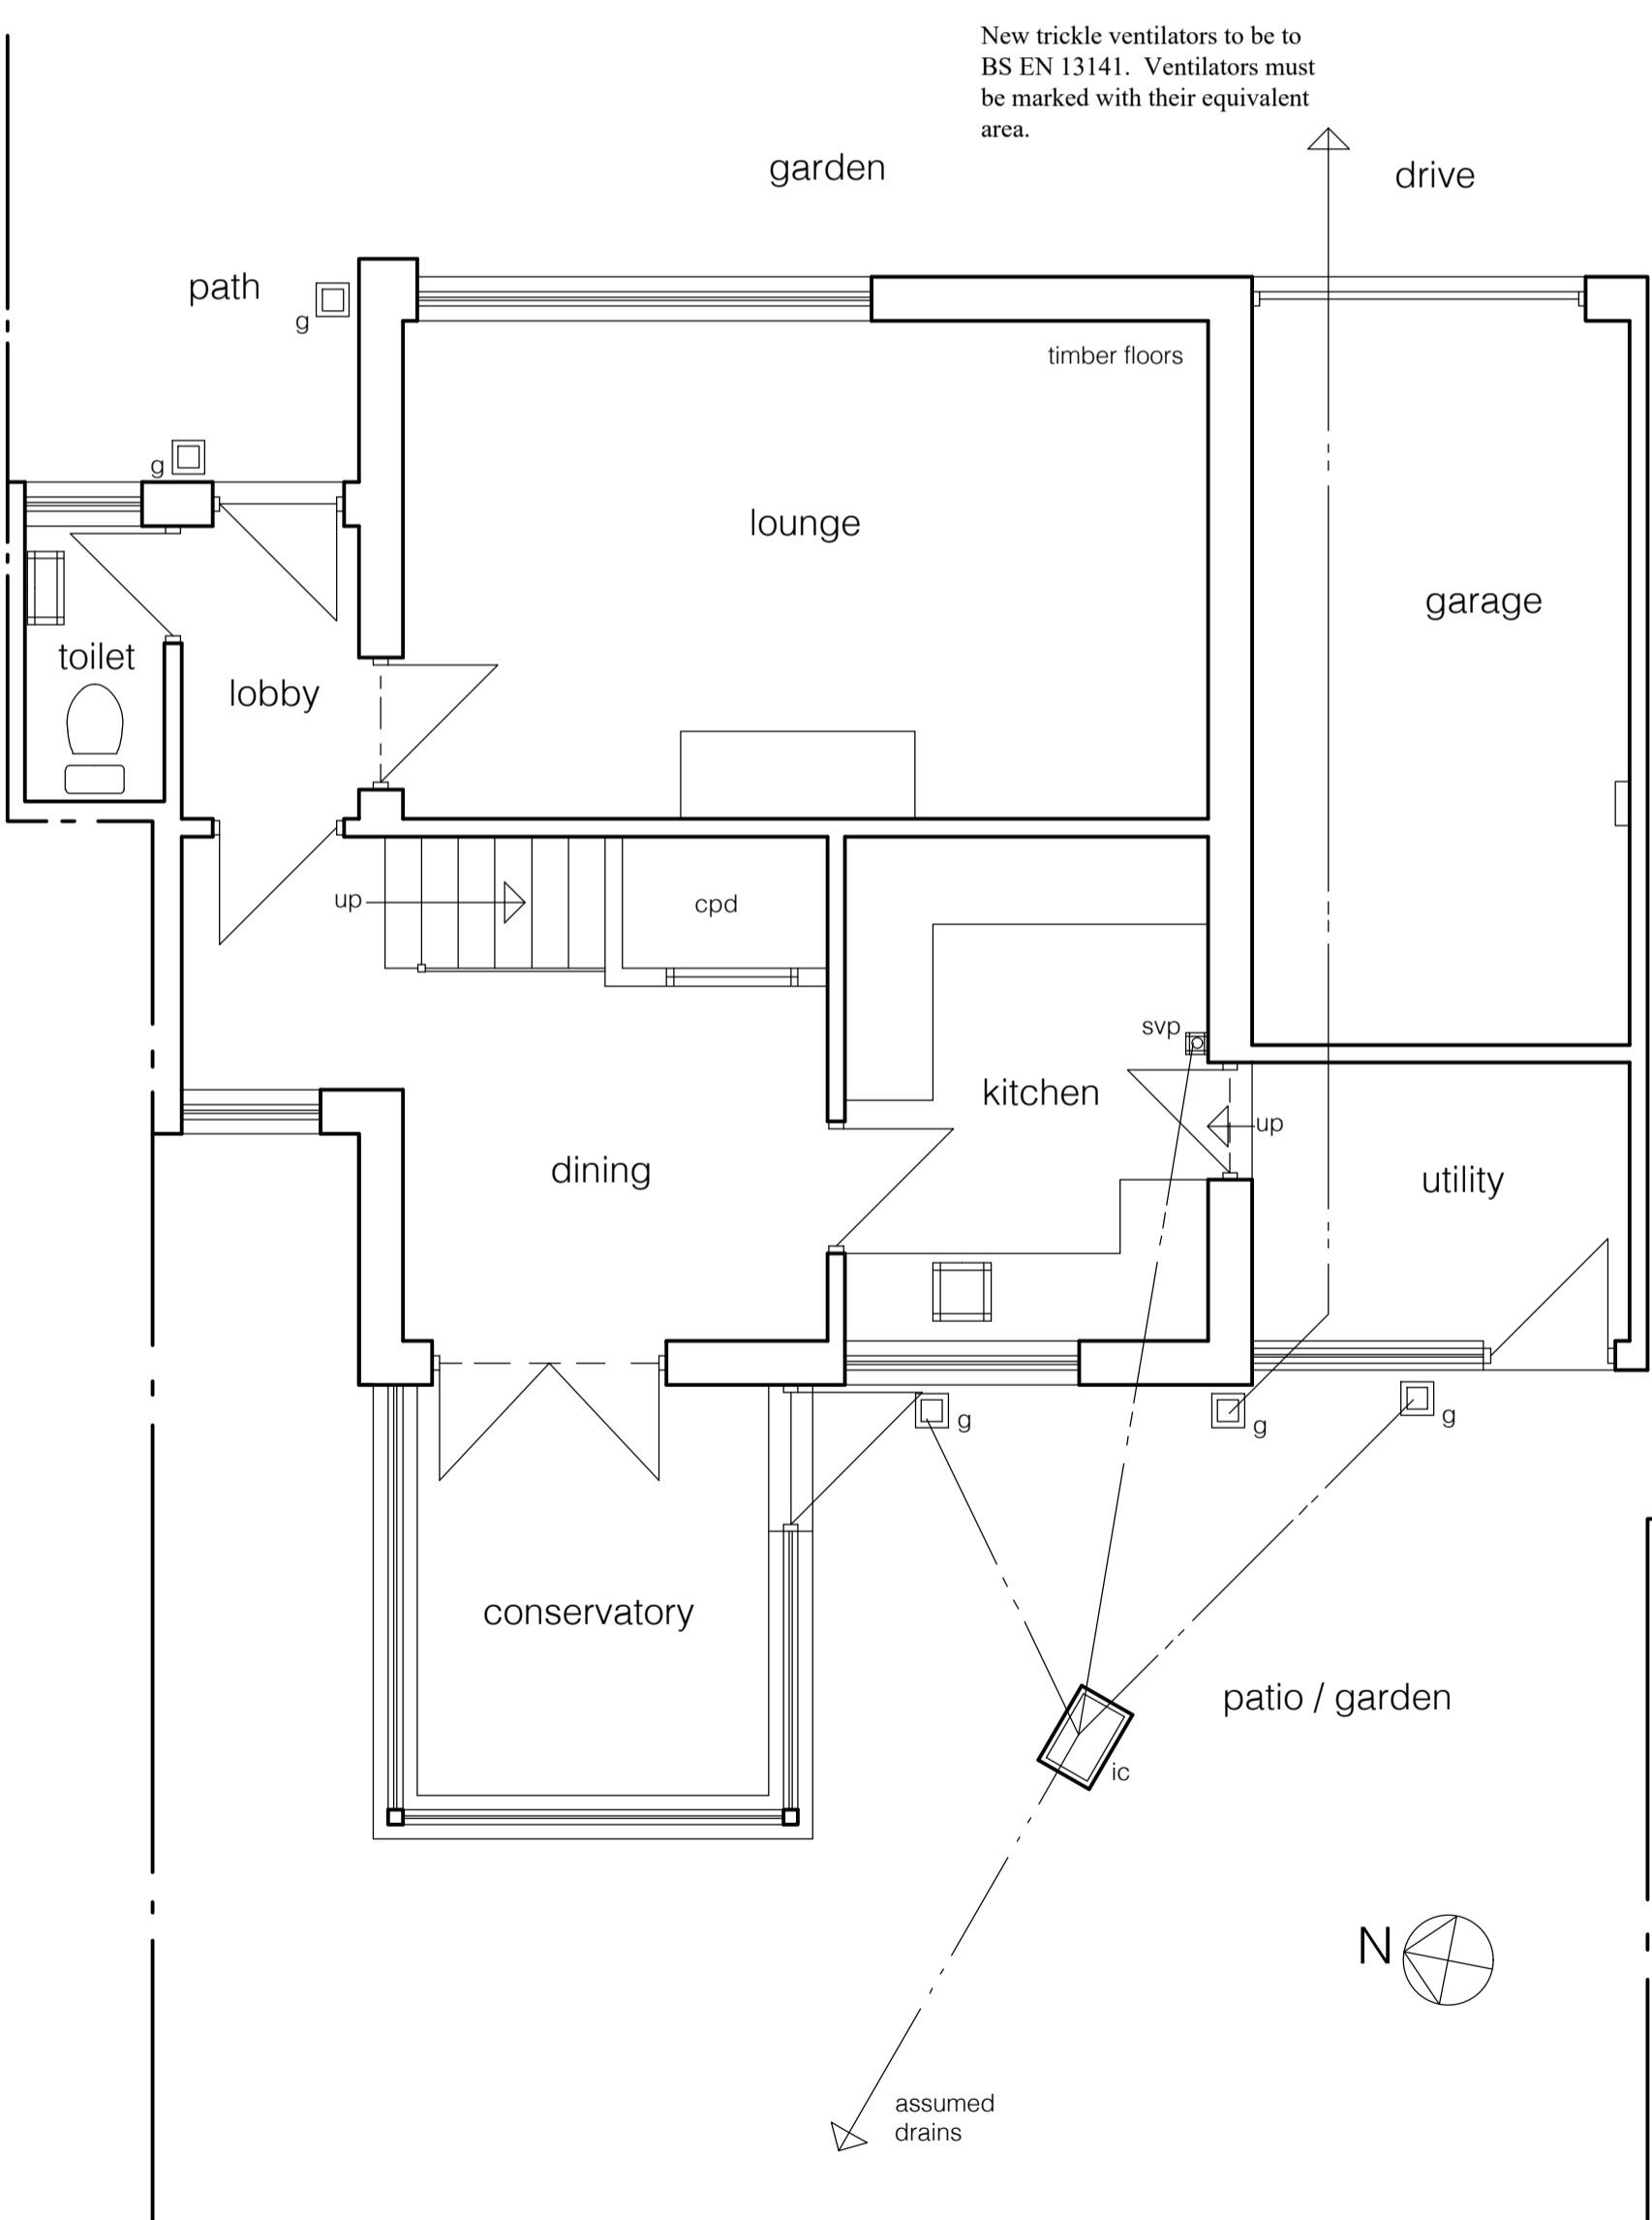 New trickle ventilators to be to
BS EN 13141.  Ventilators must
be marked with their equivalent
area.
garden
drive
path
g
timber floors
g
lounge
garage
toilet
lobby
up
cpd
svp
kitchen
up
dining
utility
g
g
g
conservatory
patio / garden
ic
N
assumed
drains